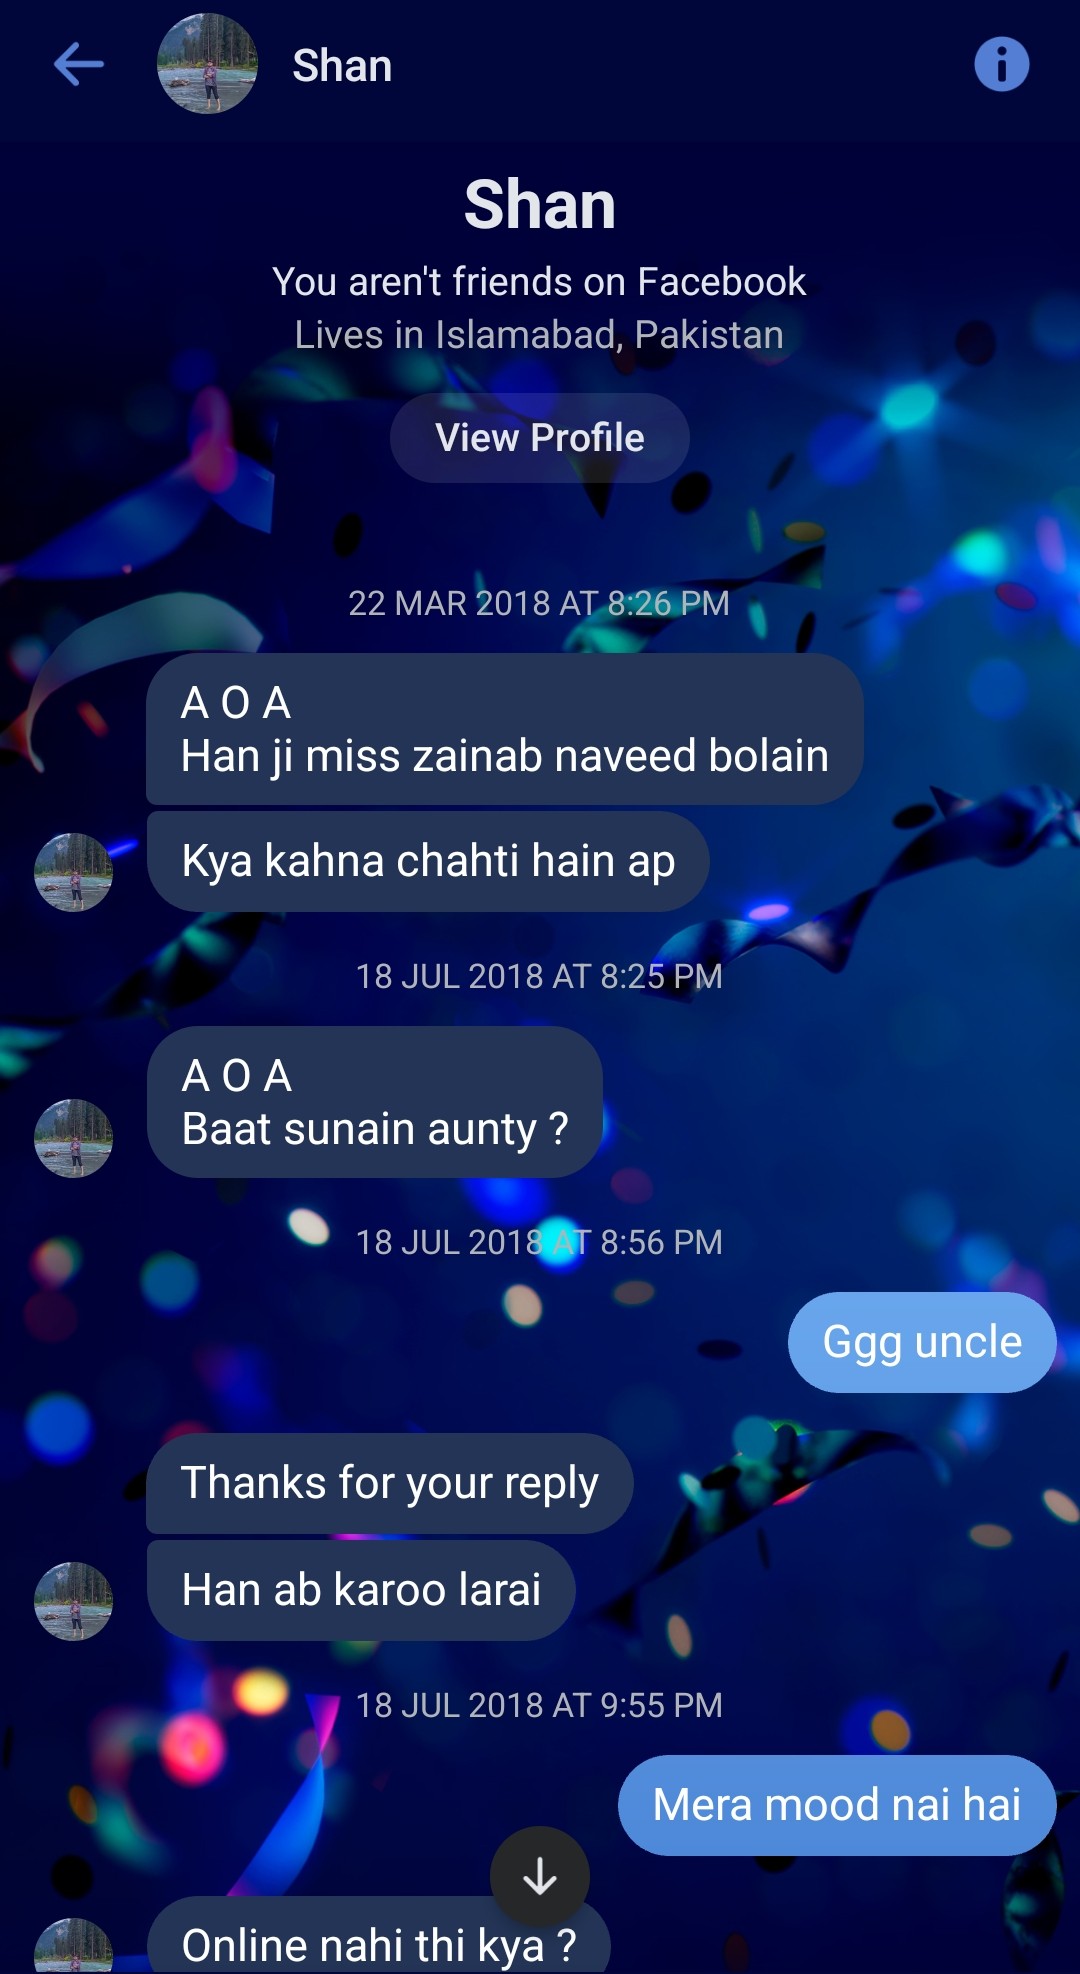 Shan
Shan
You aren't friends on Facebook
Lives in Islamabad, Pakistan
View Profile
22 MAR 2018 AT 8:26 PM
A O A
Han ji miss zainab naveed bolain
Kya kahna chahti hain ap
18 JUL 2018 AT 8:25 PM
A O A
Baat sunain aunty ?
18 JUL 2018 AT 8:56 PM
Ggg uncle
Thanks for your reply
Han ab karoo larai
18 JUL 2018 AT 9:55 PM
Mera mood nai hai
Online nahi thi kya ?